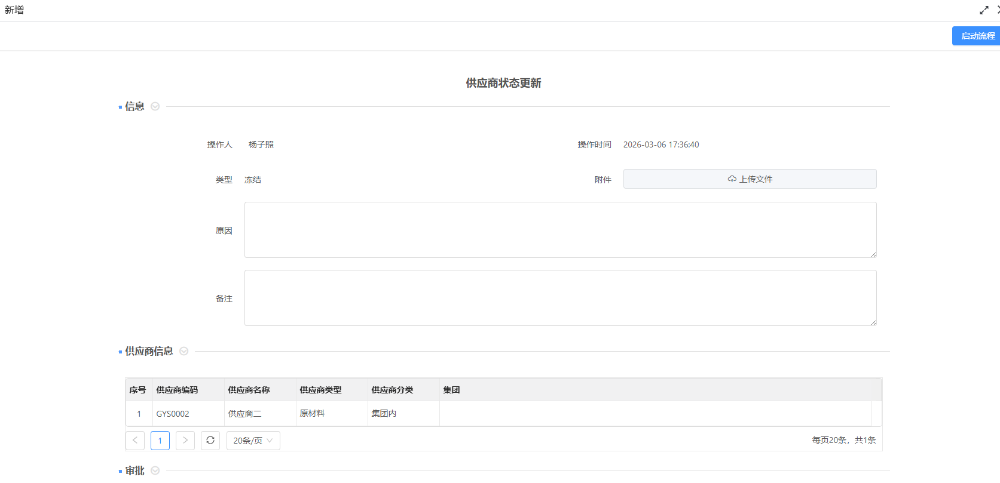 新增
启动流程
供应商状态更新
信息
操作人 杨子照 操作时间 2026-03-06 17:36:40
类型 冻结 附件 上传文件
原因
备注
供应商信息
序号 供应商编码 供应商名称 供应商类型 供应商分类 集团
1 GYS0002 供应商二 原材料 集团内
1 20条/页 每页20条，共1条
审批